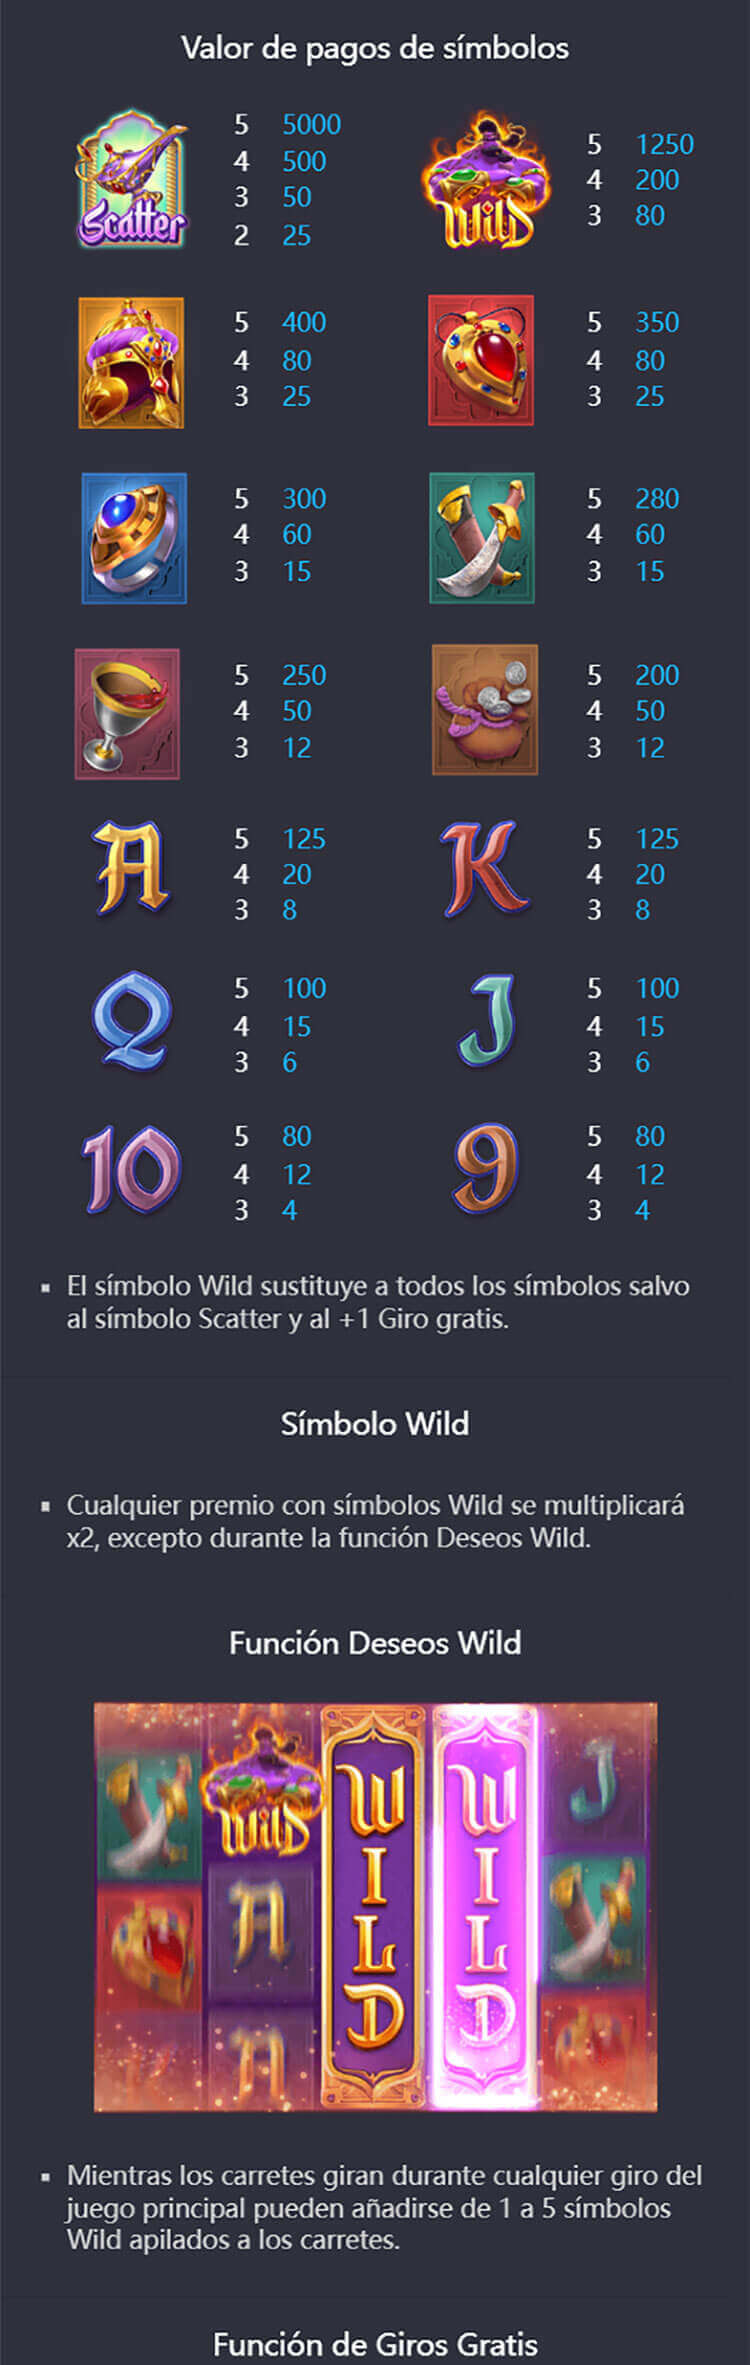 Valor de pagos de símbolos
Scatter
5 5000
4 500
3 50
2 25
Wild
5 1250
4 200
3 80
5 400
4 80
3 25
5 350
4 80
3 25
5 300
4 60
3 15
5 280
4 60
3 15
5 250
4 50
3 12
5 200
4 50
3 12
A
5 125
4 20
3 8
K
5 125
4 20
3 8
Q
5 100
4 15
3 6
J
5 100
4 15
3 6
10
5 80
4 12
3 4
9
5 80
4 12
3 4
▪ El símbolo Wild sustituye a todos los símbolos salvo
al símbolo Scatter y al +1 Giro gratis.
Símbolo Wild
▪ Cualquier premio con símbolos Wild se multiplicará
x2, excepto durante la función Deseos Wild.
Función Deseos Wild
Wild
A
A
WILD
WILD
J
▪ Mientras los carretes giran durante cualquier giro del
juego principal pueden añadirse de 1 a 5 símbolos
Wild apilados a los carretes.
Función de Giros Gratis